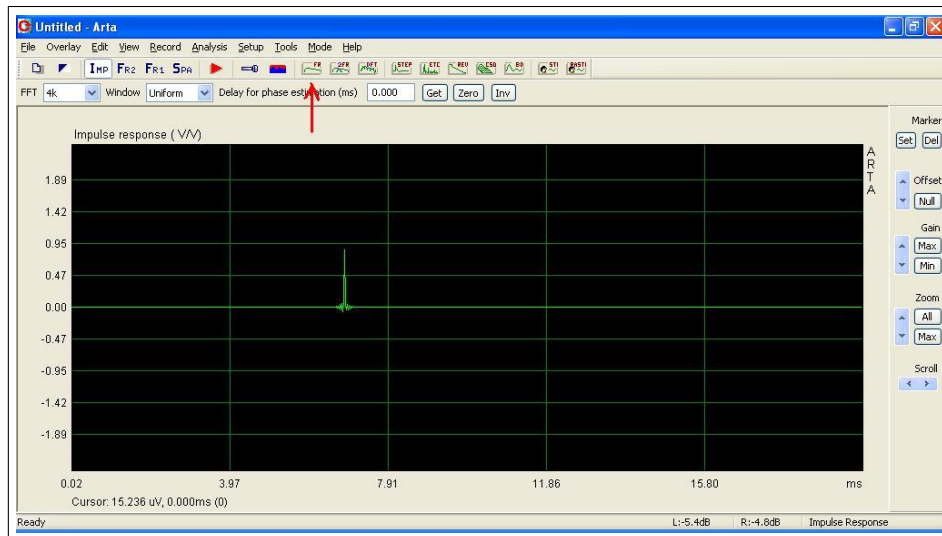 Untitled - Arta
File Overlay Edit View Record Analysis Setup Tools Mode Help
IMP FR2 FR1 SPA FR 2FR DFT STEP ETC REV CSD BD STI RASTI
FFT 4k Window Uniform Delay for phase estimation (ms) 0.000 Get Zero Inv
Marker
Set Del
Impulse response ( V/V)
ARTA
1.89
1.42
0.95
0.47
0.00
-0.47
-0.95
-1.42
-1.89
0.02 3.97 7.91 11.86 15.80 ms
Cursor: 15.236 uV, 0.000ms (0)
Offset
Null
Gain
Max
Min
Zoom
All
Max
Scroll
Ready L:-5.4dB R:-4.8dB Impulse Response